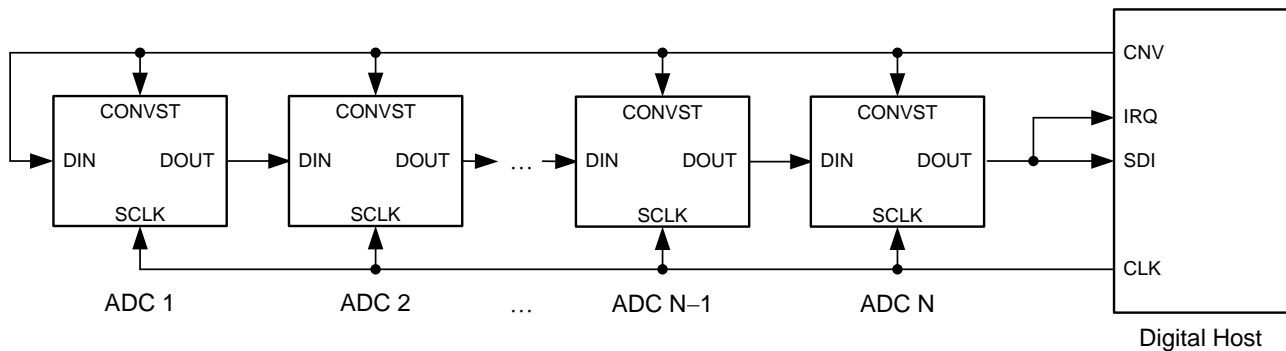 CNV
CONVST CONVST CONVST CONVST
IRQ
DIN DOUT DIN DOUT … DIN DOUT DIN DOUT SDI
SCLK SCLK SCLK SCLK
CLK
ADC 1 ADC 2 … ADC N−1 ADC N
Digital Host